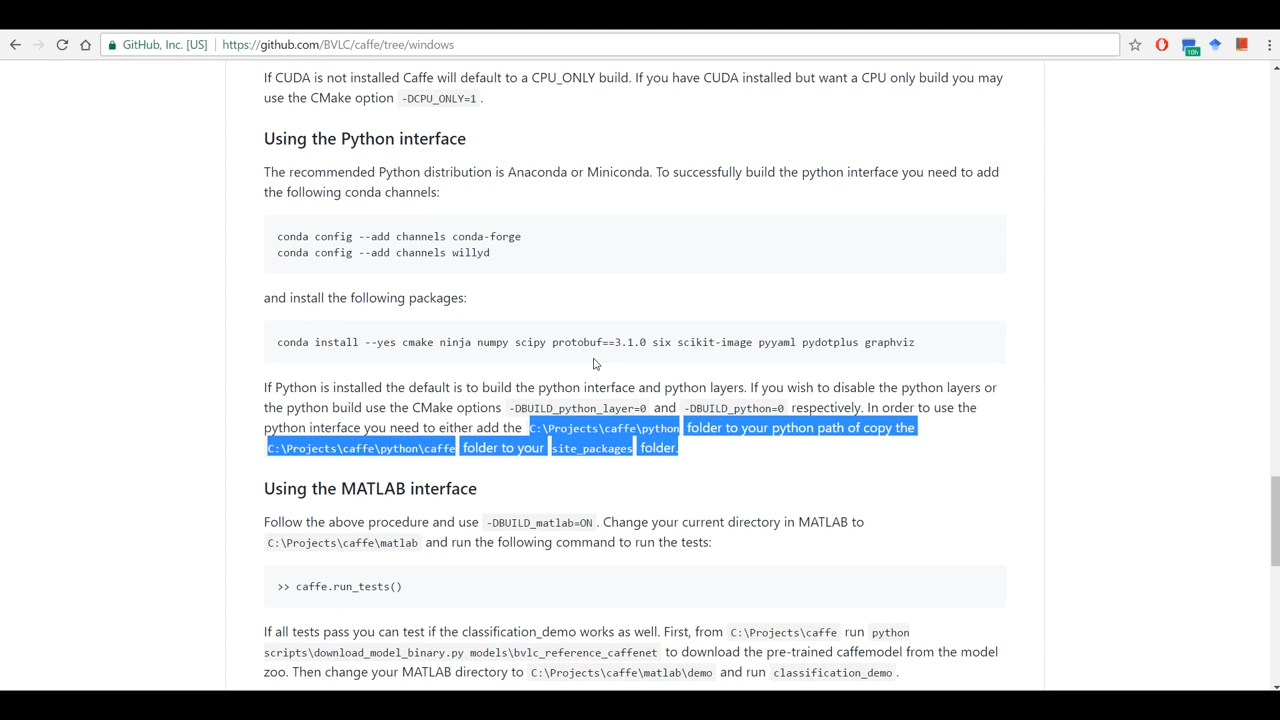 GitHub, Inc. [US] https://github.com/BVLC/caffe/tree/windows
10h
If CUDA is not installed Caffe will default to a CPU_ONLY build. If you have CUDA installed but want a CPU only build you may
use the CMake option -DCPU_ONLY=1 .
Using the Python interface
The recommended Python distribution is Anaconda or Miniconda. To successfully build the python interface you need to add
the following conda channels:
conda config --add channels conda-forge
conda config --add channels willyd
and install the following packages:
conda install --yes cmake ninja numpy scipy protobuf==3.1.0 six scikit-image pyyaml pydotplus graphviz
If Python is installed the default is to build the python interface and python layers. If you wish to disable the python layers or
the python build use the CMake options -DBUILD_python_layer=0 and -DBUILD_python=0 respectively. In order to use the
python interface you need to either add the C:\Projects\caffe\python folder to your python path of copy the
C:\Projects\caffe\python\caffe folder to your site_packages folder.
Using the MATLAB interface
Follow the above procedure and use -DBUILD_matlab=ON . Change your current directory in MATLAB to
C:\Projects\caffe\matlab and run the following command to run the tests:
>> caffe.run_tests()
If all tests pass you can test if the classification_demo works as well. First, from C:\Projects\caffe run python
scripts\download_model_binary.py models\bvlc_reference_caffenet to download the pre-trained caffemodel from the model
zoo. Then change your MATLAB directory to C:\Projects\caffe\matlab\demo and run classification_demo .